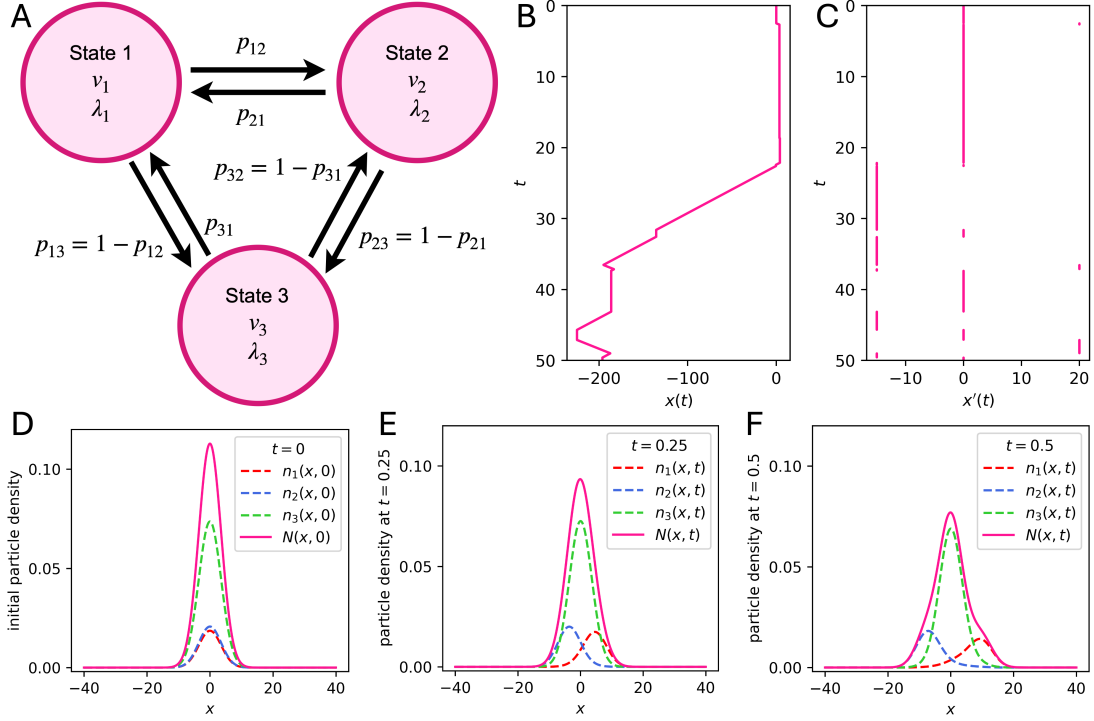 A
State 1
v₁
λ₁
p₁₂
p₂₁
State 2
v₂
λ₂
p₃₂ = 1 − p₃₁
p₁₃ = 1 − p₁₂
p₃₁
p₂₃ = 1 − p₂₁
State 3
v₃
λ₃
B
0
10
20
30
40
50
t
−200
−100
0
x(t)
C
0
10
20
30
40
50
t
−10
0
10
20
x′(t)
D
initial particle density
0.10
0.05
0.00
−40
−20
0
20
40
x
t = 0
n₁(x, 0)
n₂(x, 0)
n₃(x, 0)
N(x, 0)
E
particle density at t = 0.25
0.10
0.05
0.00
−40
−20
0
20
40
x
t = 0.25
n₁(x, t)
n₂(x, t)
n₃(x, t)
N(x, t)
F
particle density at t = 0.5
0.10
0.05
0.00
−40
−20
0
20
40
x
t = 0.5
n₁(x, t)
n₂(x, t)
n₃(x, t)
N(x, t)